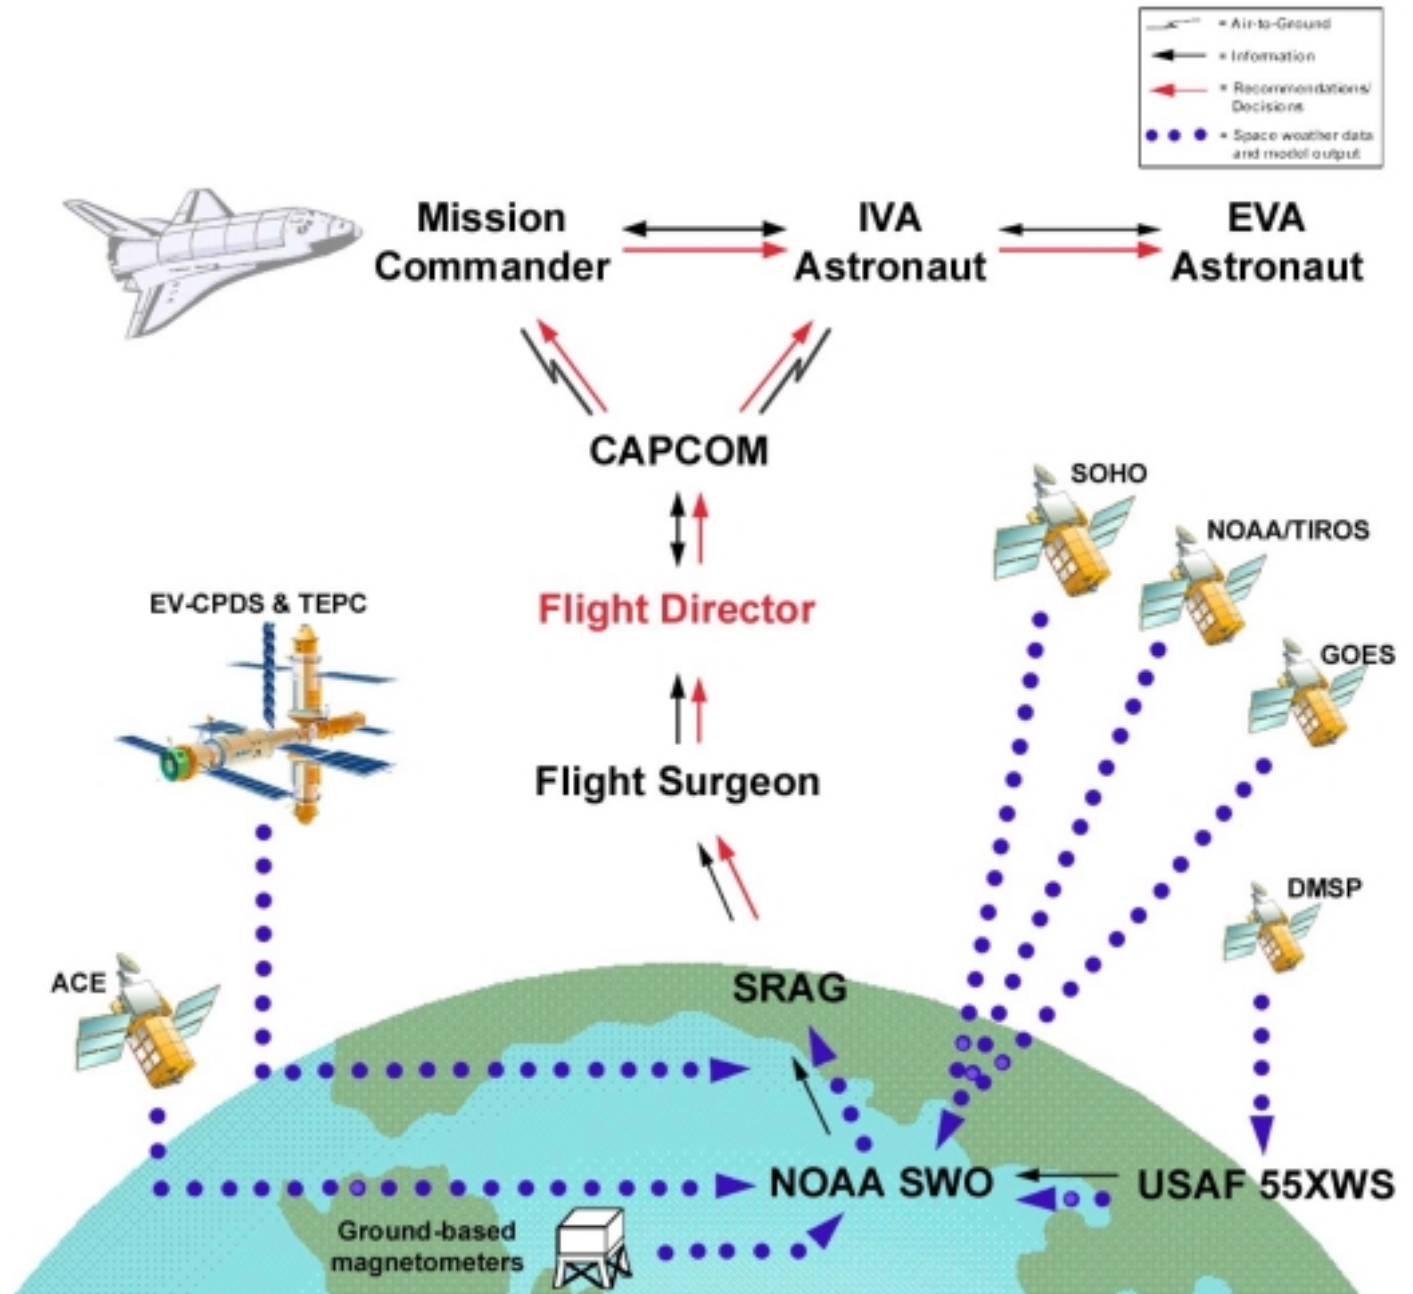 = Air-to-Ground
= Information
= Recommendations/
Decisions
= Space weather data
and model output
Mission
Commander
IVA
Astronaut
EVA
Astronaut
CAPCOM
SOHO
NOAA/TIROS
Flight Director
EV-CPDS & TEPC
GOES
Flight Surgeon
DMSP
ACE
SRAG
NOAA SWO
USAF 55XWS
Ground-based
magnetometers